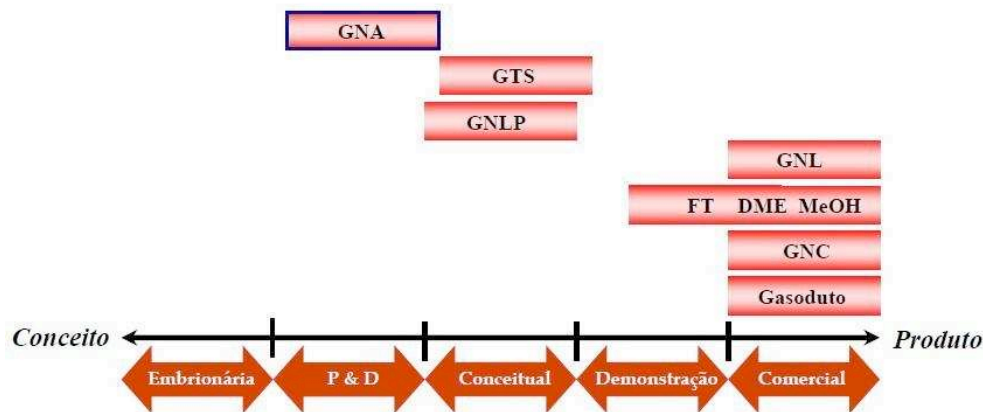 GNA
GTS
GNLP
GNL
FT DME MeOH
GNC
Gasoduto
Conceito Produto
Embrionária P & D Conceitual Demonstração Comercial